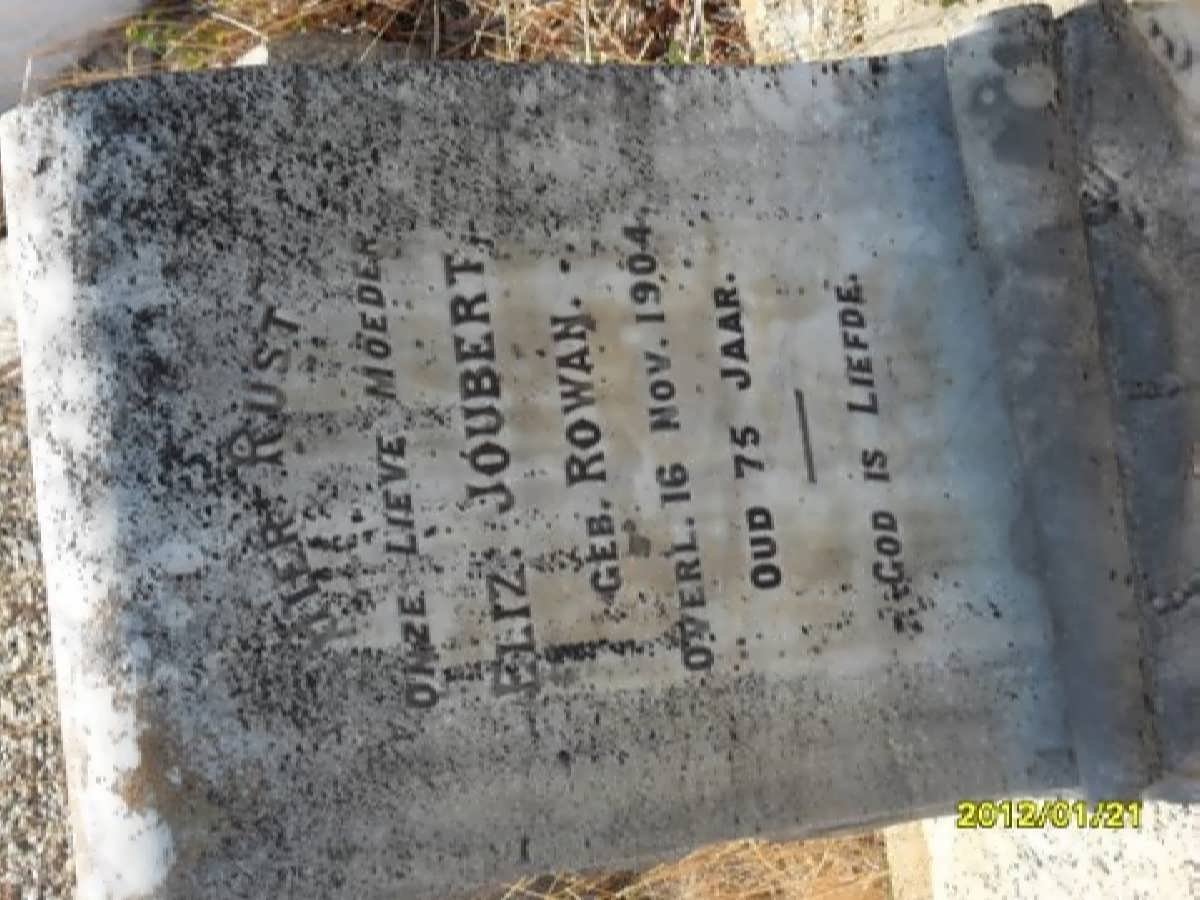 HIER RUST
ONZE LIEVE MOEDER
ELIZ. JOUBERT,
GEB. ROWAN.
OVERL. 16 NOV. 1904,
OUD 75 JAAR.
GOD IS LIEFDE.
2012/01/21